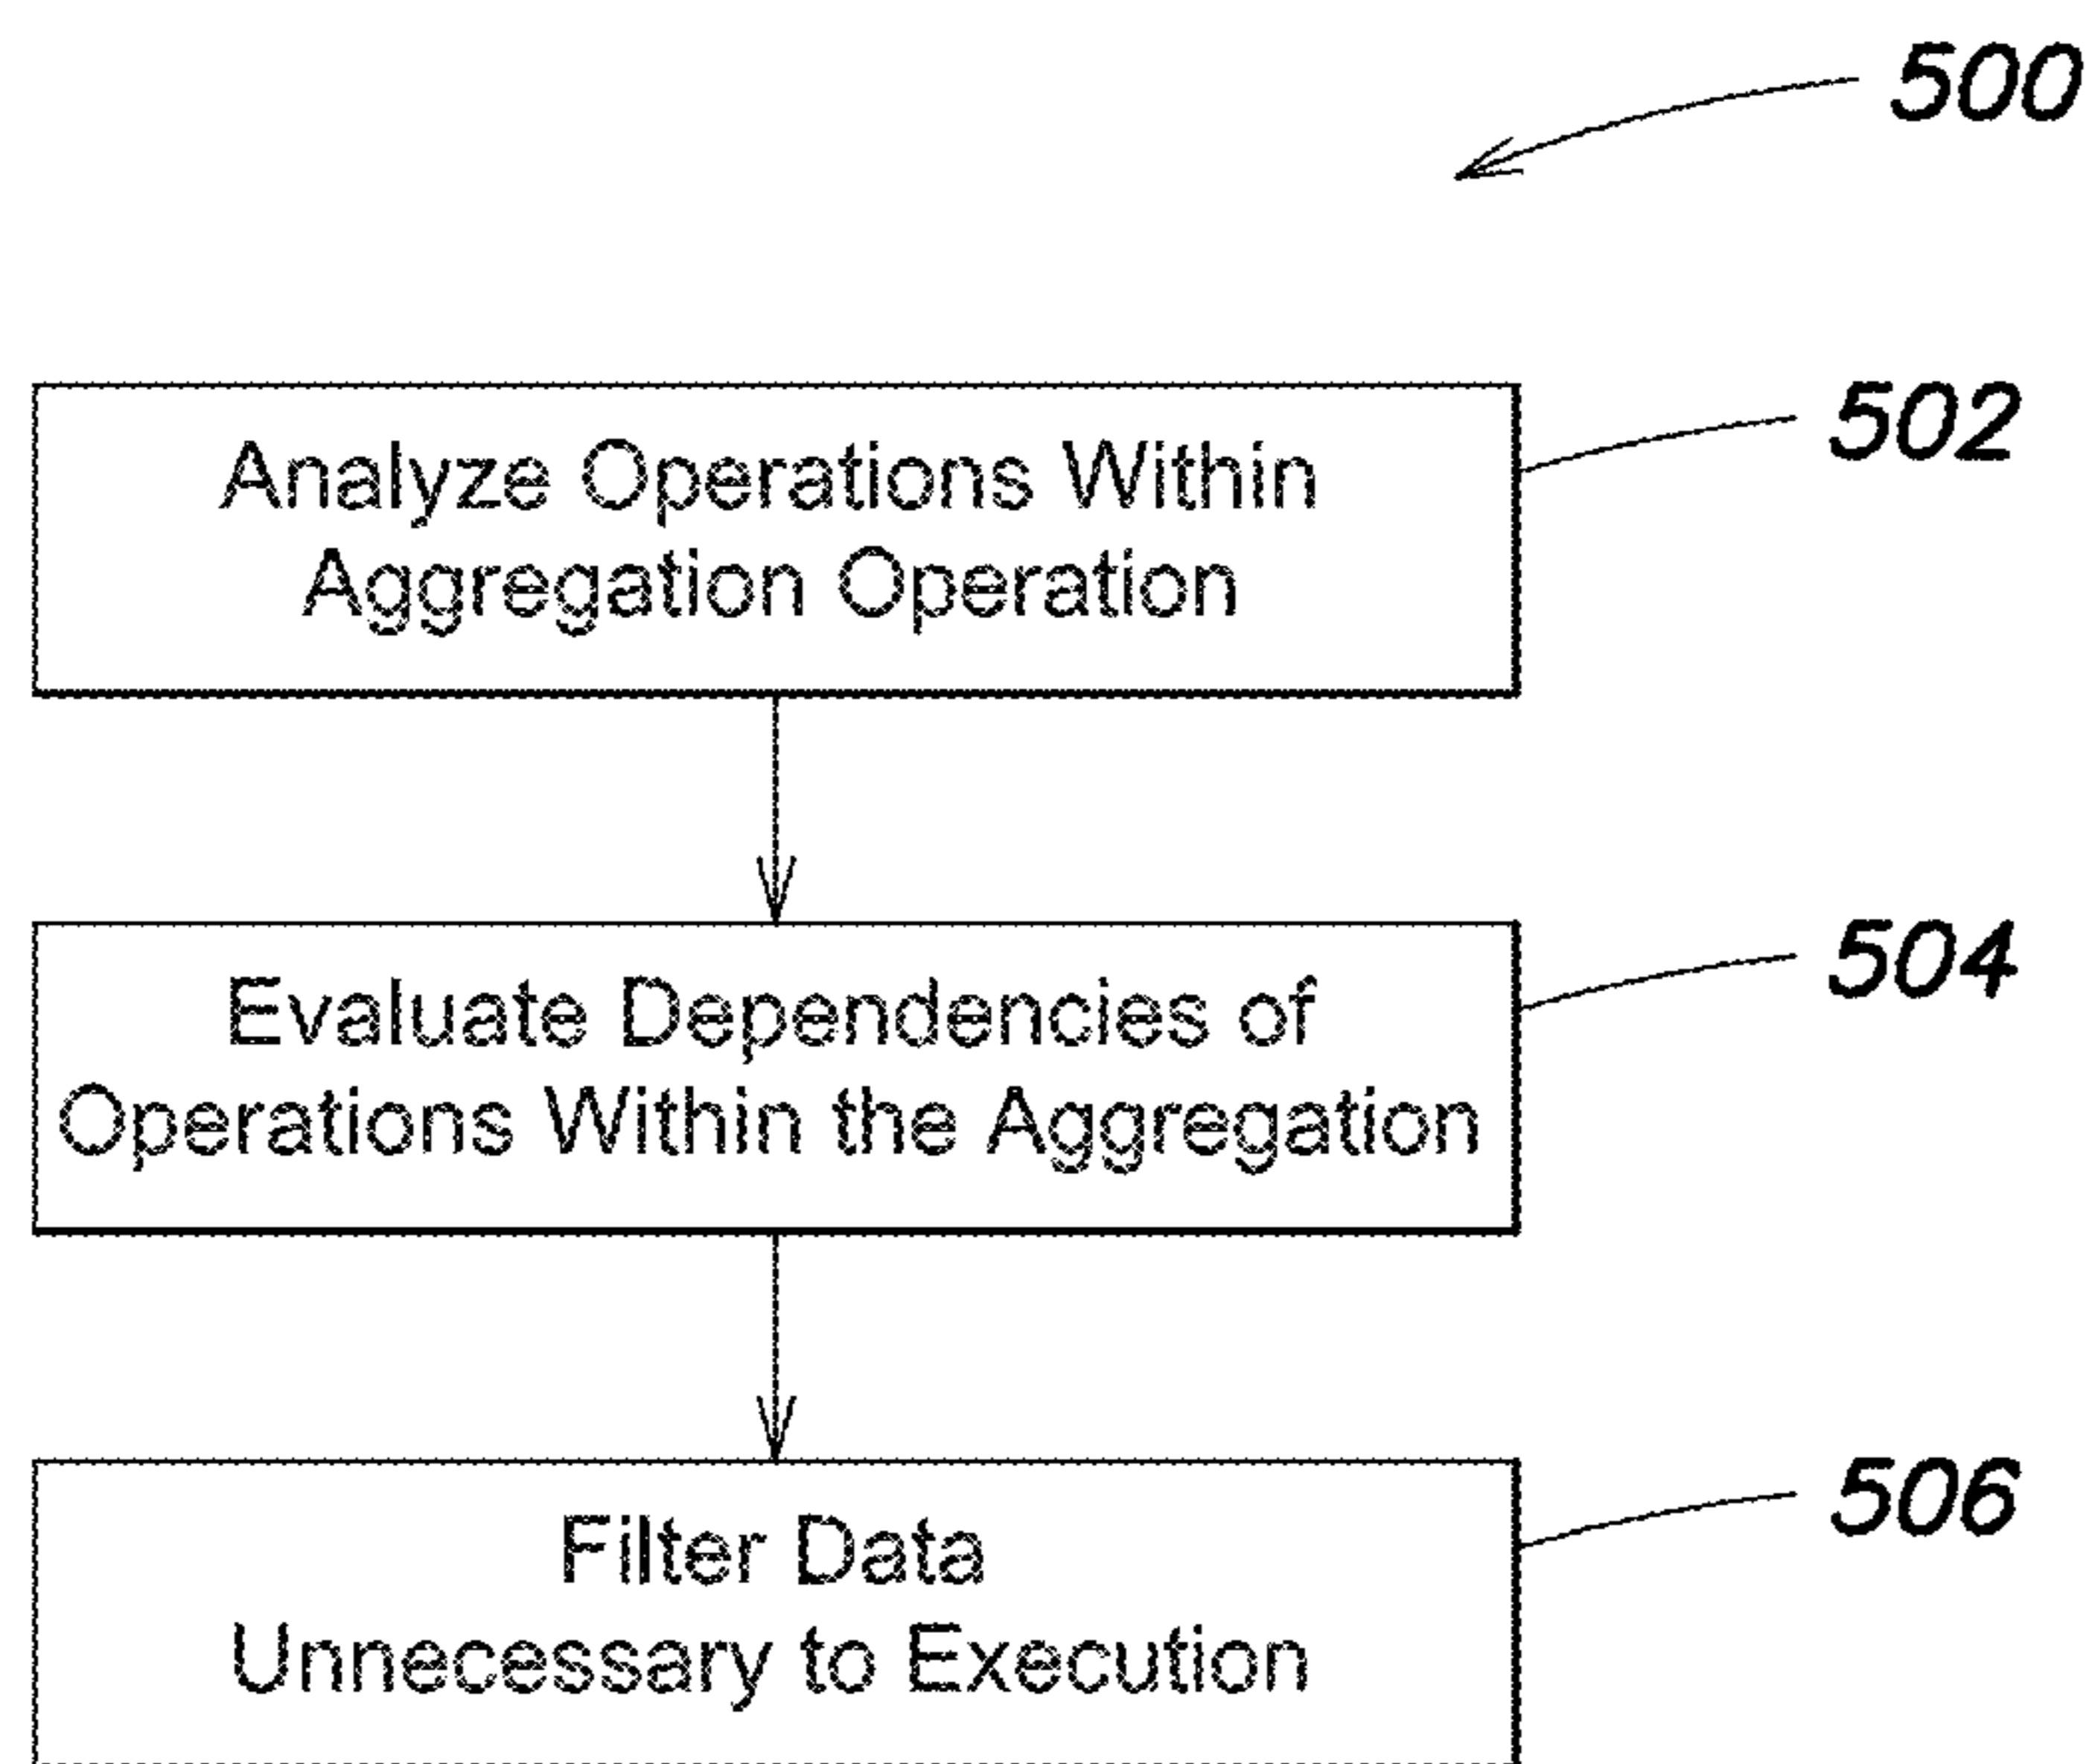 500
Analyze Operations Within
Aggregation Operation
502
Evaluate Dependencies of
Operations Within the Aggregation
504
Filter Data
Unnecessary to Execution
506